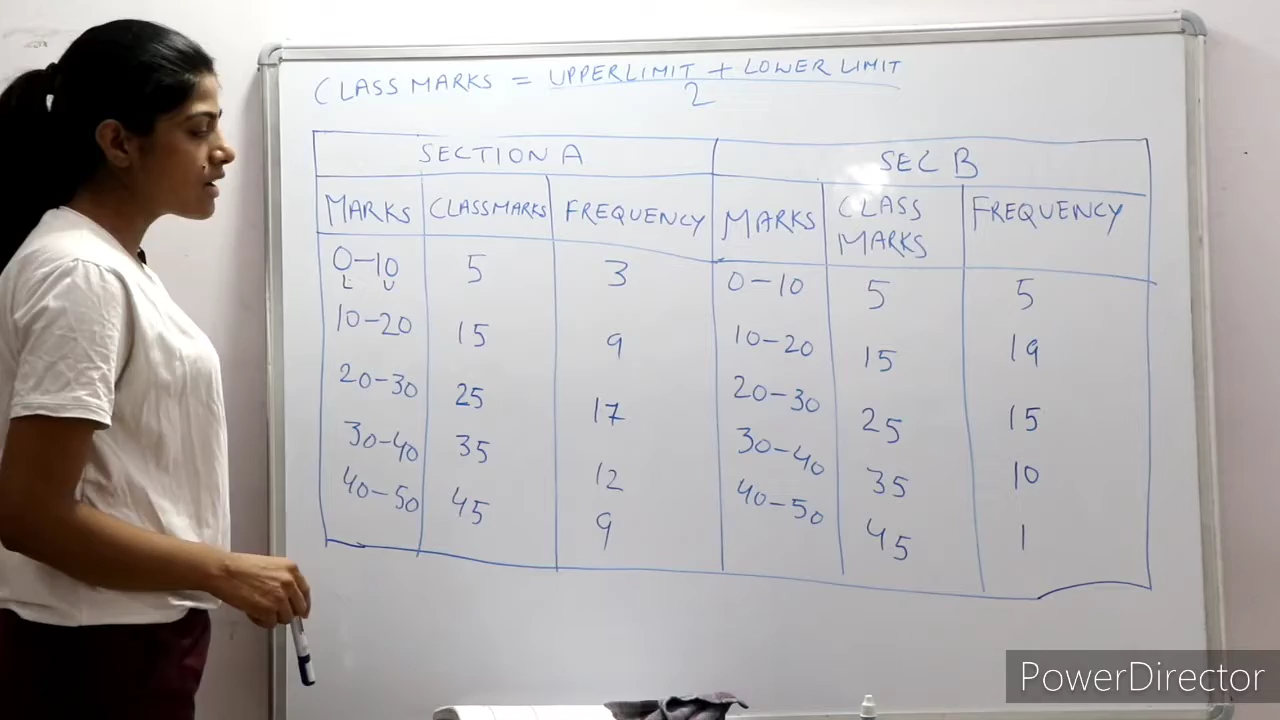 CLASS MARKS = UPPER LIMIT + LOWER LIMIT
2
SECTION A SEC B
MARKS CLASSMARKS FREQUENCY MARKS CLASS MARKS FREQUENCY
0-10 5 3 0-10 5 5
L U
10-20 15 9 10-20 15 19
20-30 25 17 20-30 25 15
30-40 35 12 30-40 35 10
40-50 45 9 40-50 45 1
PowerDirector